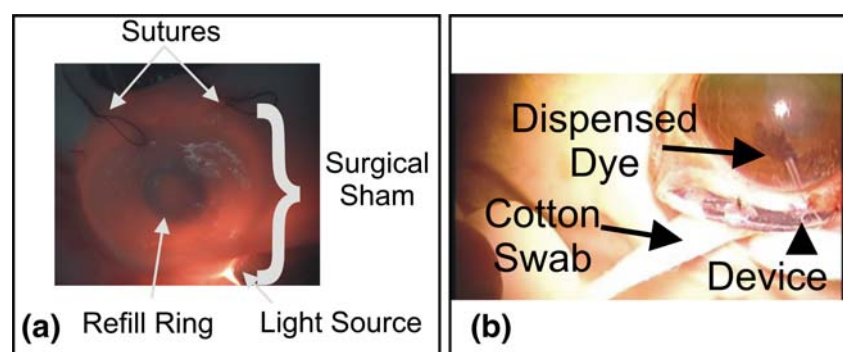 Sutures
Surgical
Sham
(a)
Refill Ring
Light Source
Dispensed
Dye
Cotton
Swab
Device
(b)